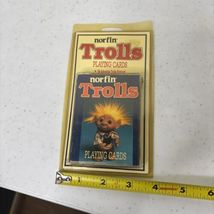 norfin
Trolls
PLAYING CARDS
norfin
Trolls
PLAYING CARDS
1 2 3 4 5 6